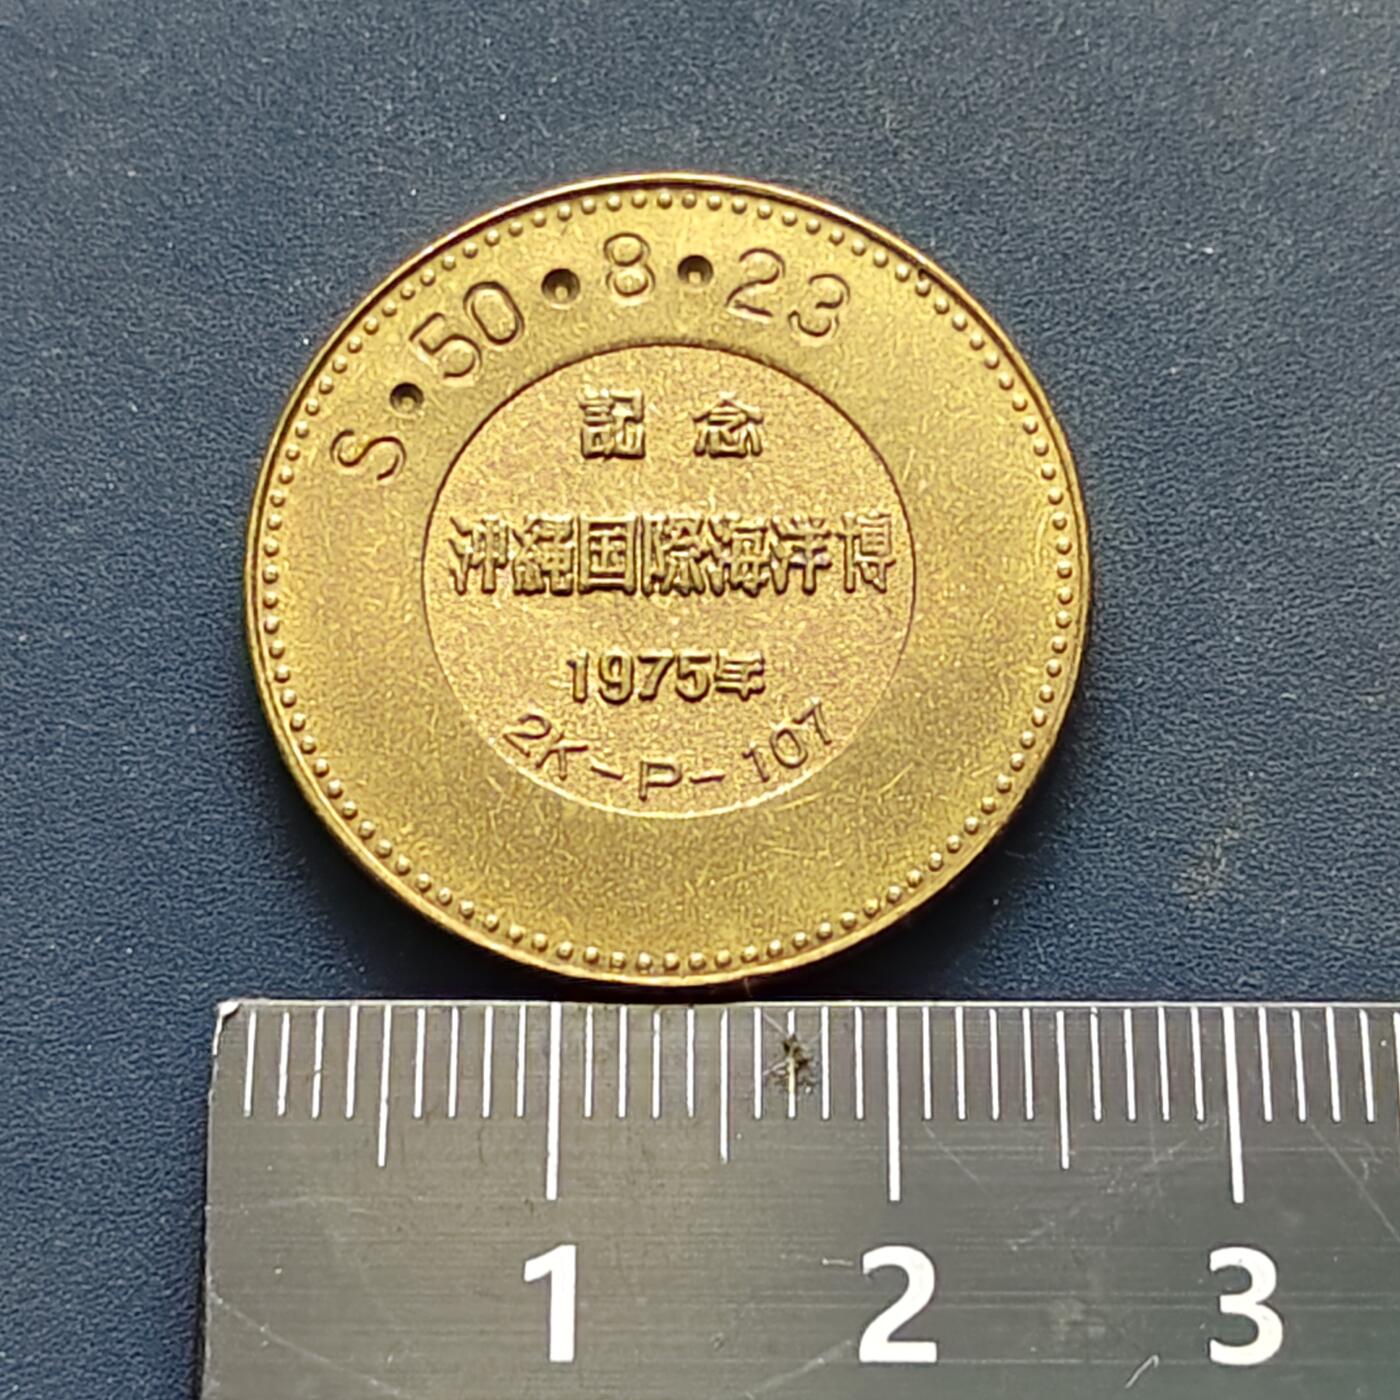 S・50・8・23
記念
沖縄国際海洋博
1975年
2K-P-107
1 2 3